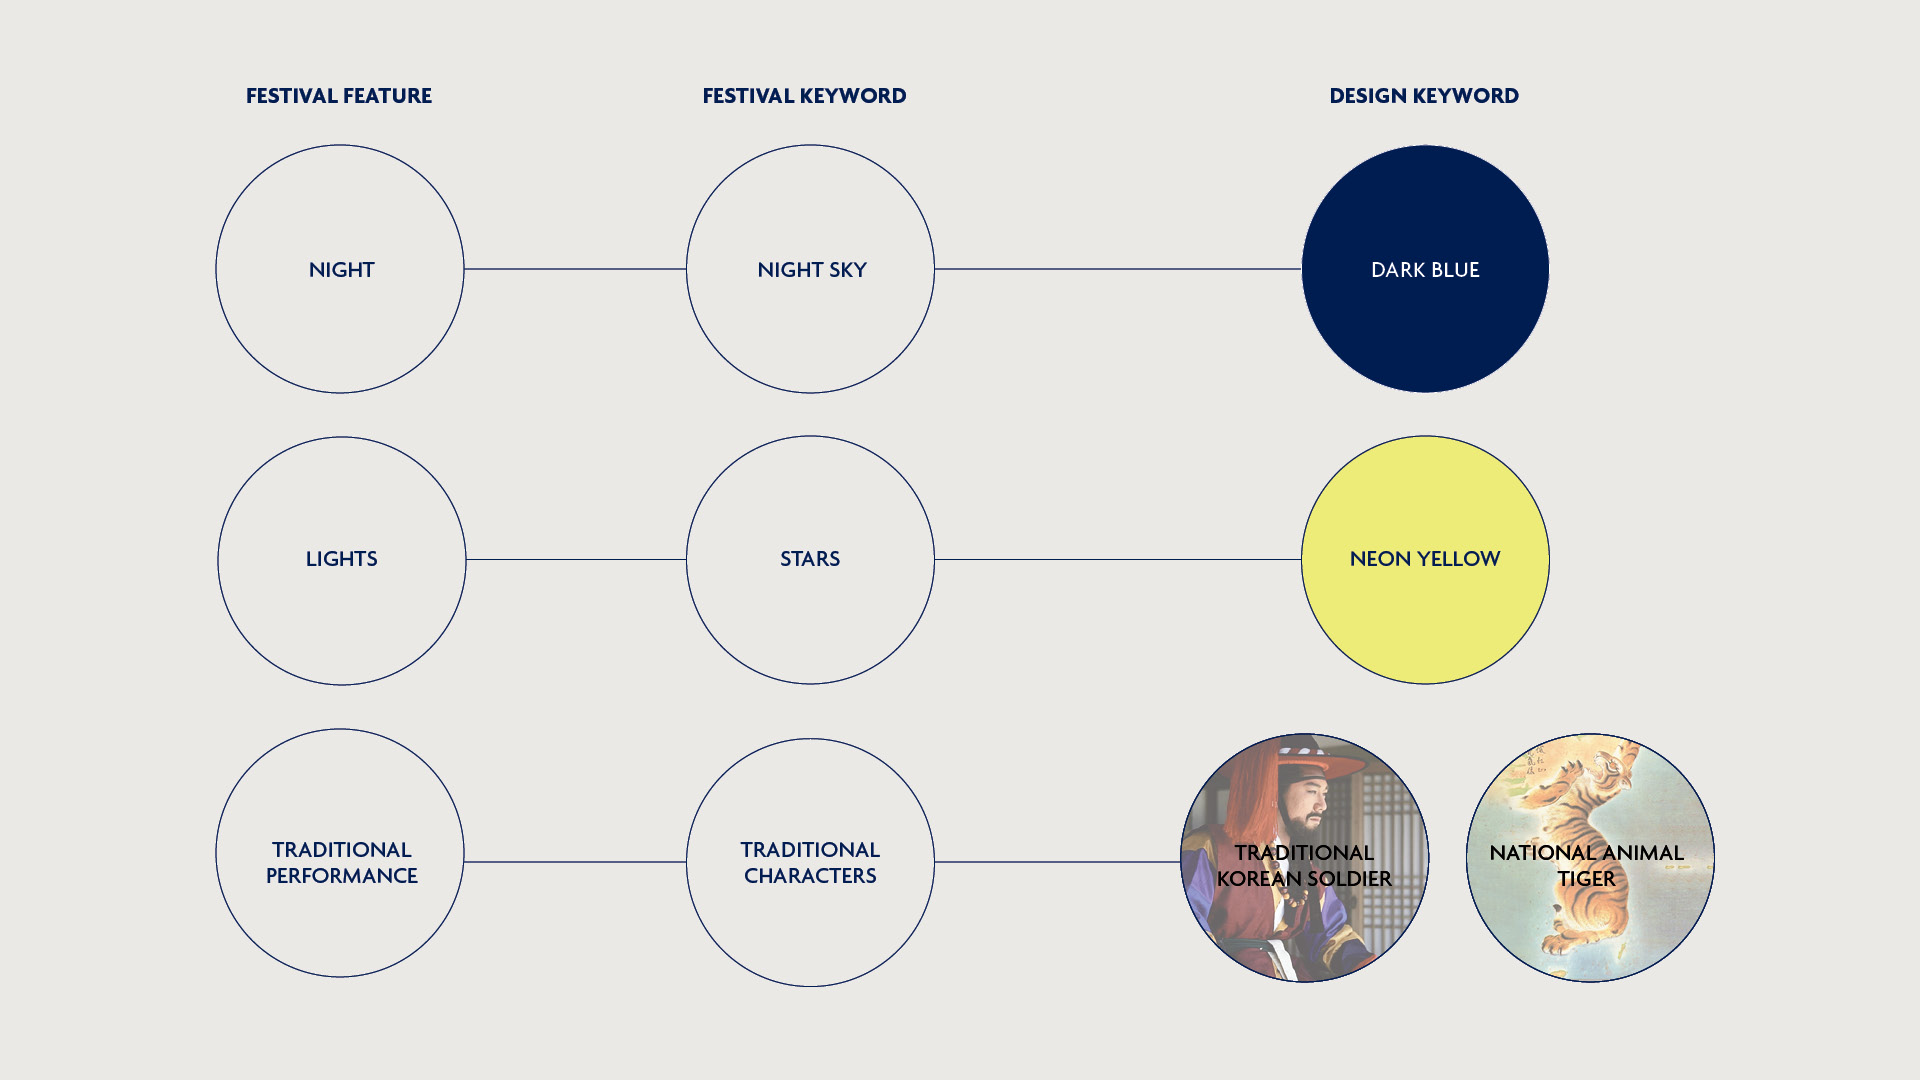 FESTIVAL FEATURE
FESTIVAL KEYWORD
DESIGN KEYWORD
NIGHT
NIGHT SKY
DARK BLUE
LIGHTS
STARS
NEON YELLOW
TRADITIONAL
PERFORMANCE
TRADITIONAL
CHARACTERS
TRADITIONAL
KOREAN SOLDIER
NATIONAL ANIMAL
TIGER